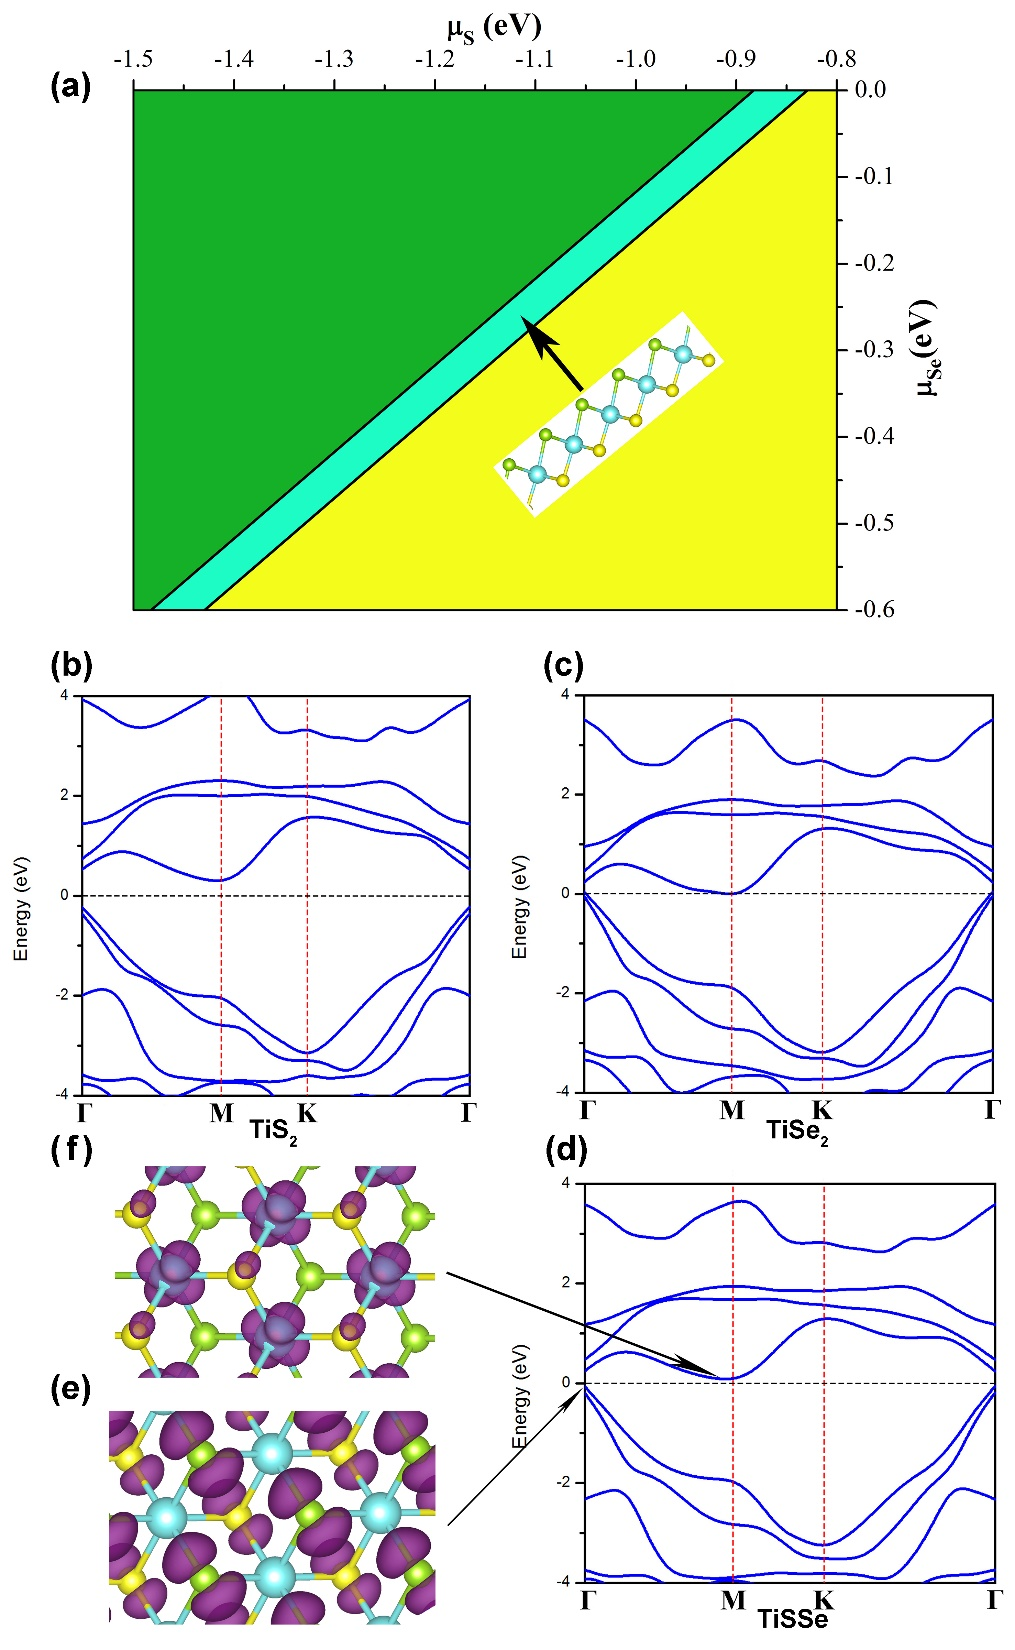 μS (eV)
-1.5 -1.4 -1.3 -1.2 -1.1 -1.0 -0.9 -0.8
(a)
0.0
-0.1
-0.2
-0.3
-0.4
-0.5
-0.6
μSe(eV)
(b)
4
2
0
-2
-4
Energy (eV)
Γ M K Γ
TiS2
(c)
4
2
0
-2
-4
Energy (eV)
Γ M K Γ
TiSe2
(f)
(e)
(d)
4
2
0
-2
-4
Energy (eV)
Γ M K Γ
TiSSe